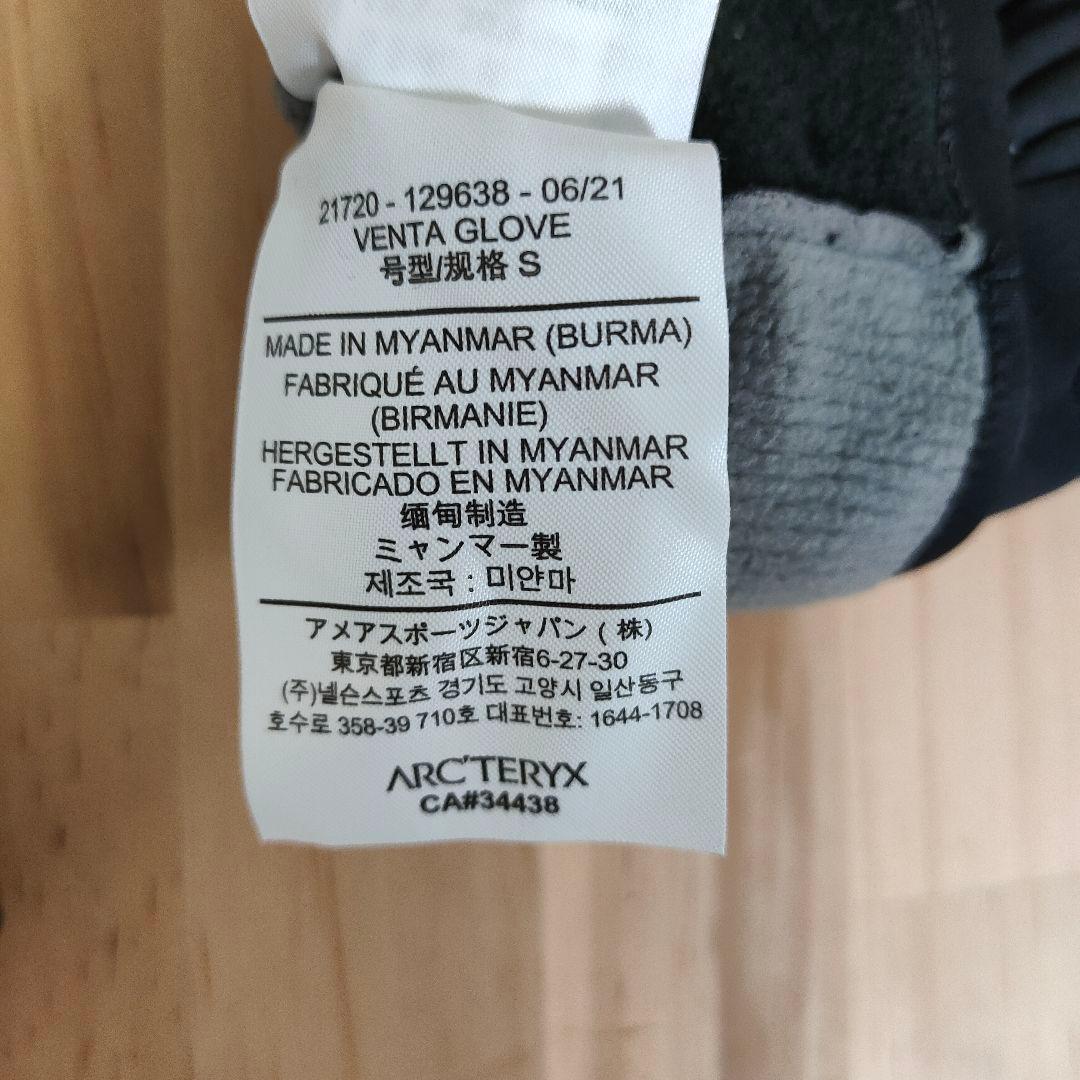 21720 - 129638 - 06/21
VENTA GLOVE
号型/规格 S
MADE IN MYANMAR (BURMA)
FABRIQUÉ AU MYANMAR
(BIRMANIE)
HERGESTELLT IN MYANMAR
FABRICADO EN MYANMAR
缅甸制造
ミャンマー製
제조국 : 미얀마
アメアスポーツジャパン ( 株)
東京都新宿区新宿6-27-30
(주)넬슨스포츠 경기도 고양시 일산동구
호수로 358-39 710호 대표번호: 1644-1708
ARC'TERYX
CA#34438